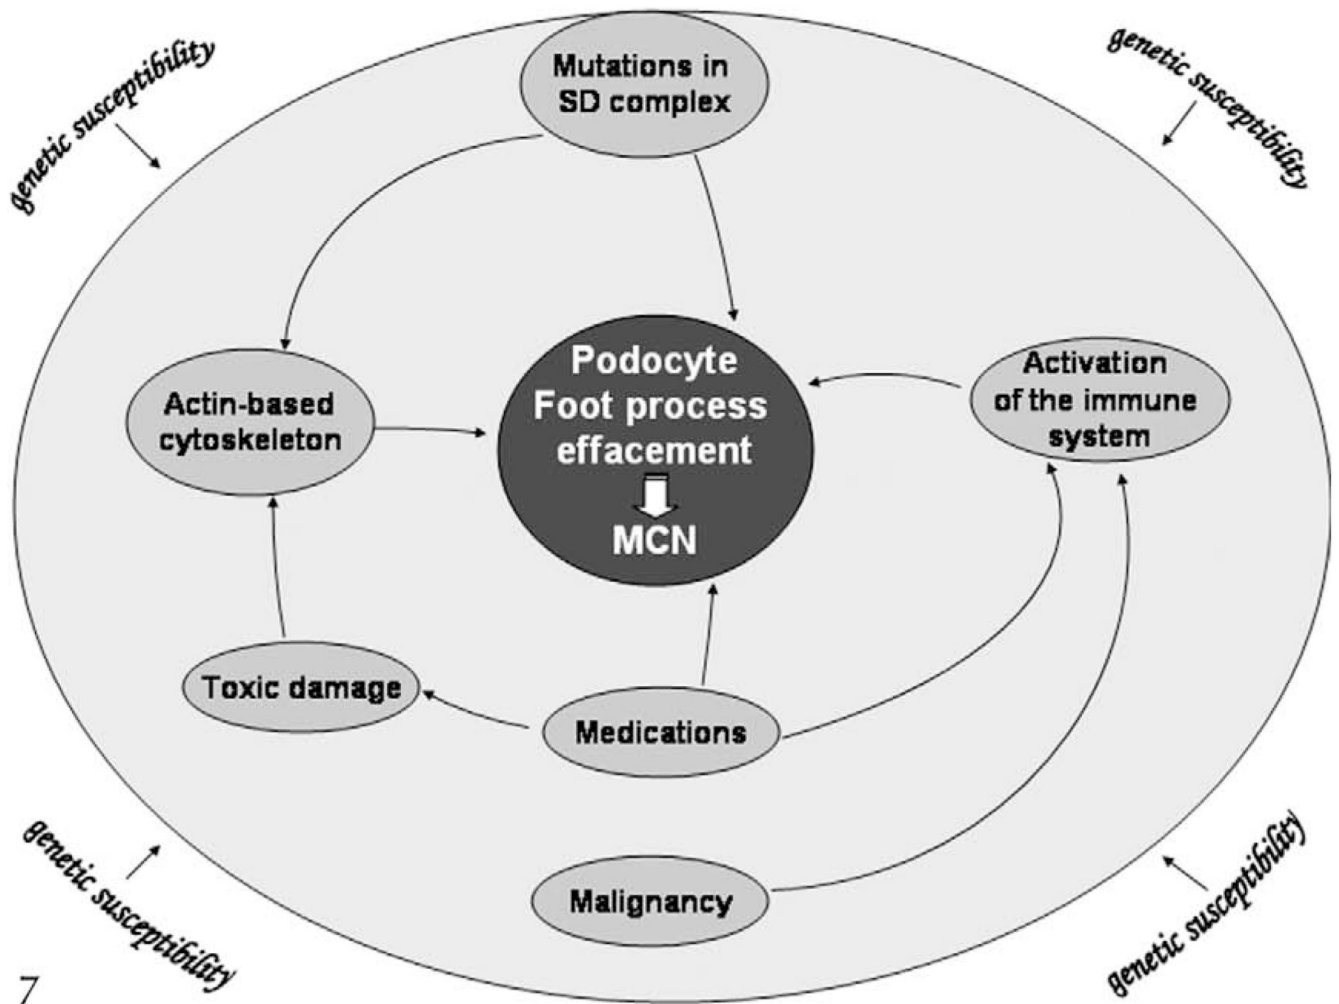 genetic susceptibility
genetic susceptibility
Mutations in
SD complex
Podocyte
Foot process
effacement
MCN
Actin-based
cytoskeleton
Activation
of the immune
system
Toxic damage
Medications
Malignancy
genetic susceptibility
genetic susceptibility
7